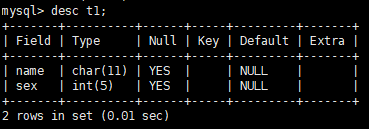 mysql> desc t1;
+-------+----------+------+-----+---------+-------+
| Field | Type     | Null | Key | Default | Extra |
+-------+----------+------+-----+---------+-------+
| name  | char(11) | YES  |     | NULL    |       |
| sex   | int(5)   | YES  |     | NULL    |       |
+-------+----------+------+-----+---------+-------+
2 rows in set (0.01 sec)